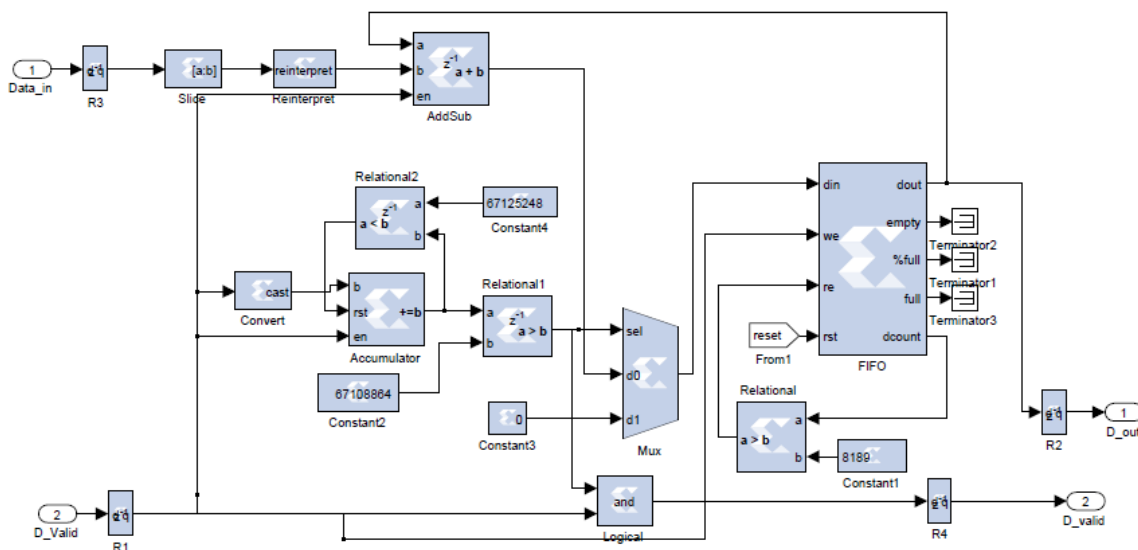 1
Data_in
R3
[a:b]
Slice
reinterpret
Reinterpret
a
b
en
z⁻¹
a + b
AddSub
Relational2
z⁻¹
a < b
a
b
67125248
Constant4
cast
Convert
b
rst
en
+=b
Accumulator
Relational1
a
b
z⁻¹
a > b
67108864
Constant2
0
Constant3
sel
d0
d1
Mux
din
we
re
rst
dout
empty
%full
full
dcount
FIFO
Terminator2
Terminator1
Terminator3
reset
From1
Relational
a > b
a
b
8189
Constant1
R2
1
D_out
2
D_Valid
R1
and
Logical
R4
2
D_valid